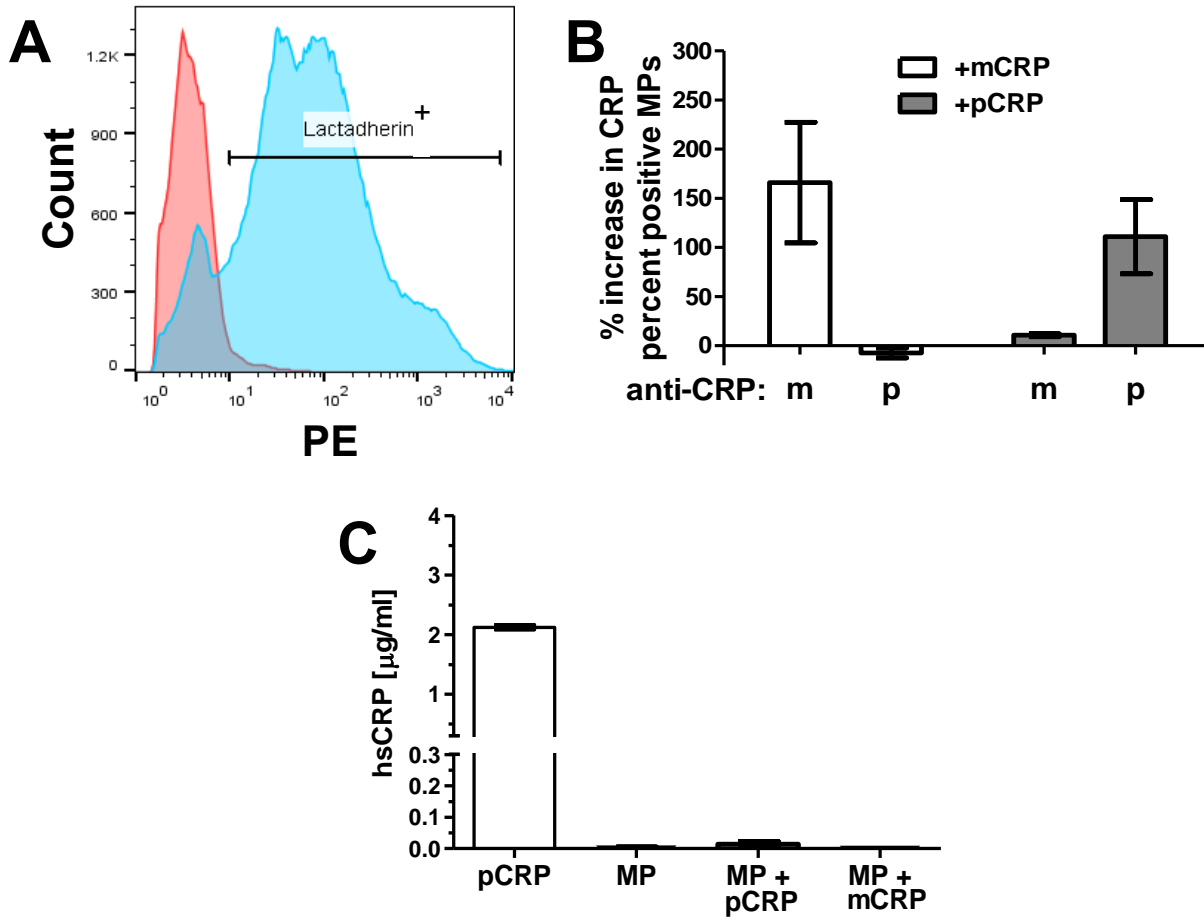 A
1.2K
900
600
300
0
Count
Lactadherin+
10^0 10^1 10^2 10^3 10^4
PE
B
% increase in CRP
percent positive MPs
300
250
200
150
100
50
0
+mCRP
+pCRP
anti-CRP: m p m p
C
hsCRP [µg/ml]
4
3
2
1
0.3
0.2
0.1
0.0
pCRP MP MP + MP +
pCRP mCRP